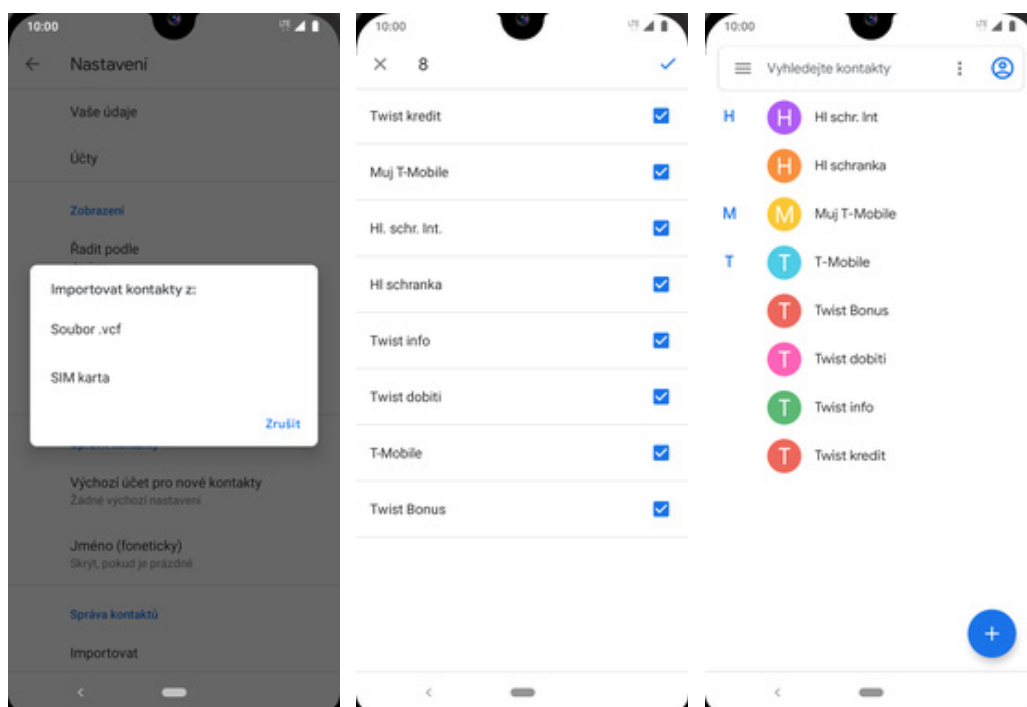 10:00
LTE
Nastavení
Vaše údaje
Účty
Zobrazení
Řadit podle
Importovat kontakty z:
Soubor .vcf
SIM karta
Zrušit
Výchozí účet pro nové kontakty
Žádné výchozí nastavení
Jméno (foneticky)
Skrýt, pokud je prázdné
Správa kontaktů
Importovat
10:00
LTE
8
Twist kredit
Muj T-Mobile
Hl. schr. Int.
Hl schranka
Twist info
Twist dobiti
T-Mobile
Twist Bonus
10:00
LTE
Vyhledejte kontakty
H
H
Hl schr. Int
H
Hl schranka
M
M
Muj T-Mobile
T
T
T-Mobile
T
Twist Bonus
T
Twist dobiti
T
Twist info
T
Twist kredit